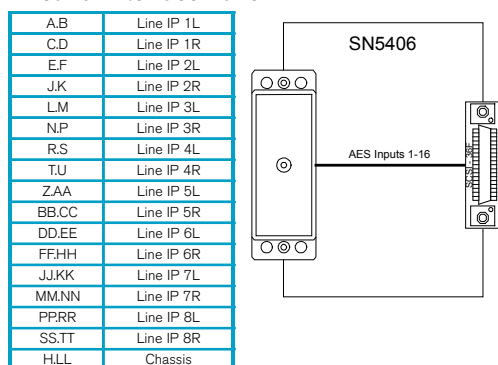 A.B Line IP 1L
C.D Line IP 1R
E.F Line IP 2L
J.K Line IP 2R
L.M Line IP 3L
N.P Line IP 3R
R.S Line IP 4L
T.U Line IP 4R
Z.AA Line IP 5L
BB.CC Line IP 5R
DD.EE Line IP 6L
FF.HH Line IP 6R
JJ.KK Line IP 7L
MM.NN Line IP 7R
PP.RR Line IP 8L
SS.TT Line IP 8R
H.LL Chassis
SN5406
AES Inputs 1-16
SCSI - 36F